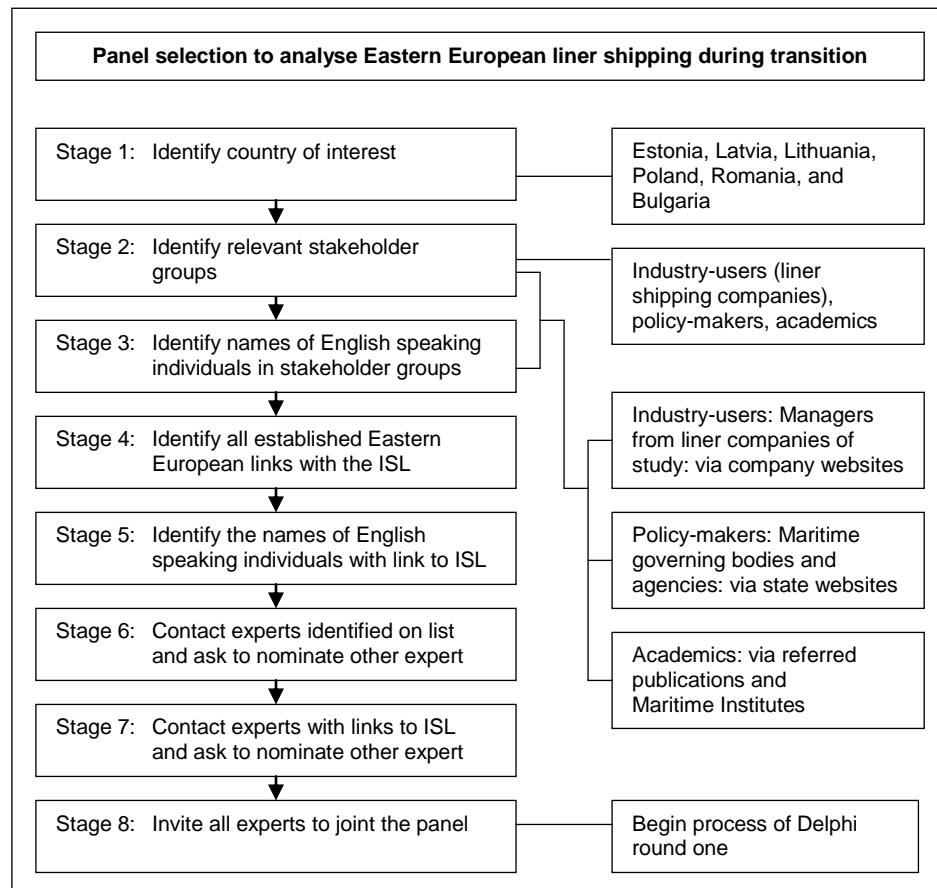 Panel selection to analyse Eastern European liner shipping during transition
Stage 1: Identify country of interest
Estonia, Latvia, Lithuania,
Poland, Romania, and
Bulgaria
Stage 2: Identify relevant stakeholder
groups
Industry-users (liner
shipping companies),
policy-makers, academics
Stage 3: Identify names of English speaking
individuals in stakeholder groups
Stage 4: Identify all established Eastern
European links with the ISL
Industry-users: Managers
from liner companies of
study: via company websites
Stage 5: Identify the names of English
speaking individuals with link to ISL
Policy-makers: Maritime
governing bodies and
agencies: via state websites
Stage 6: Contact experts identified on list
and ask to nominate other expert
Academics: via referred
publications and
Maritime Institutes
Stage 7: Contact experts with links to ISL
and ask to nominate other expert
Stage 8: Invite all experts to joint the panel
Begin process of Delphi
round one